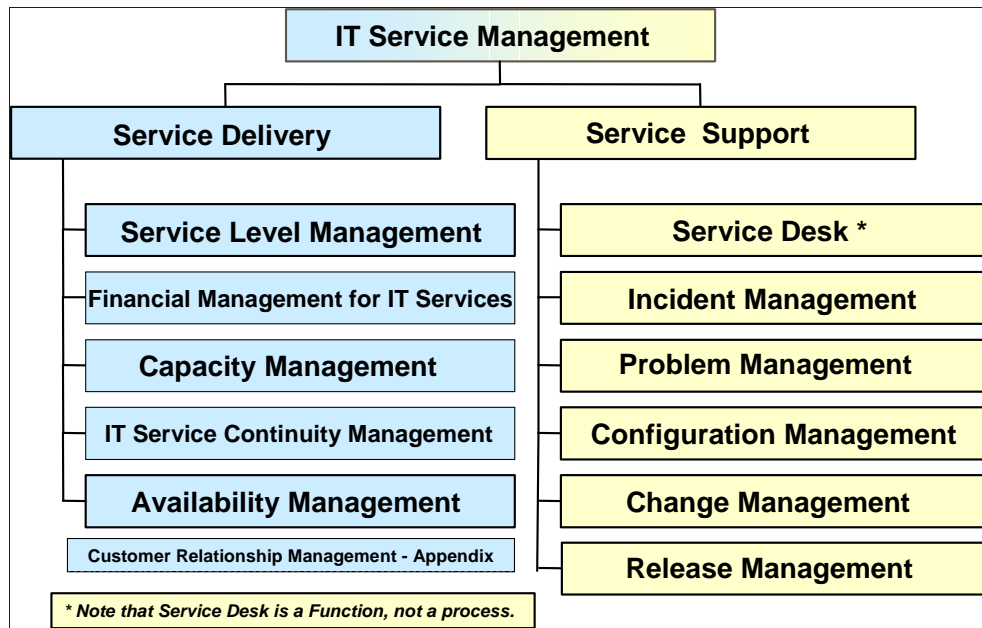 IT Service Management
Service Delivery
Service Level Management
Financial Management for IT Services
Capacity Management
IT Service Continuity Management
Availability Management
Customer Relationship Management - Appendix
Service Support
Service Desk *
Incident Management
Problem Management
Configuration Management
Change Management
Release Management
* Note that Service Desk is a Function, not a process.